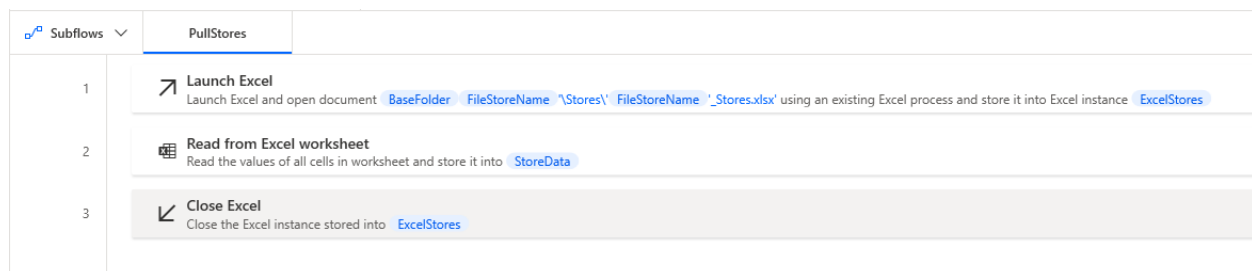 Subflows PullStores
1 Launch Excel
Launch Excel and open document BaseFolder FileStoreName '\Stores\' FileStoreName '_Stores.xlsx' using an existing Excel process and store it into Excel instance ExcelStores
2 Read from Excel worksheet
Read the values of all cells in worksheet and store it into StoreData
3 Close Excel
Close the Excel instance stored into ExcelStores